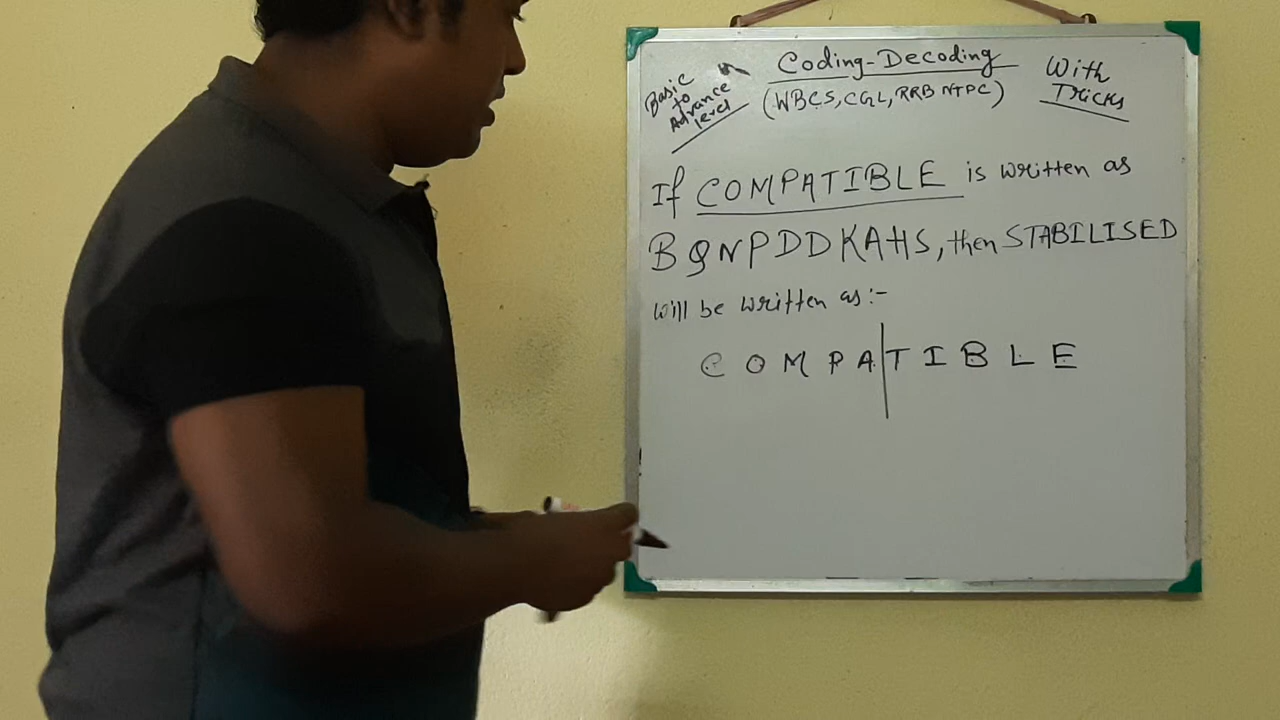 Basic
to
Advance
level
Coding-Decoding
(WBCS, CGL, RRB NTPC)
With
Tricks
If COMPATIBLE is written as
BQNPDDKAHS, then STABILISED
will be written as:-
C O M P A T I B L E